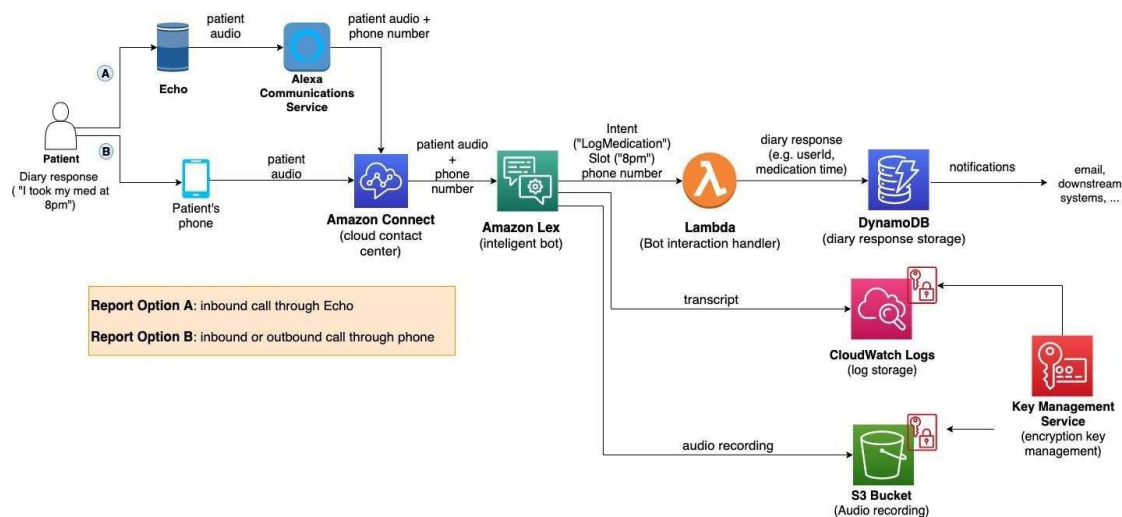 patient
audio
patient audio +
phone number
A
Echo
Alexa
Communications
Service
B
Patient
Diary response
( "I took my med at
8pm")
Patient's
phone
patient
audio
Amazon Connect
(cloud contact
center)
patient audio
+
phone
number
Amazon Lex
(inteligent bot)
Intent
("LogMedication")
Slot ("8pm")
phone number
Lambda
(Bot interaction handler)
diary response
(e.g. userId,
medication time)
DynamoDB
(diary response storage)
notifications
email,
downstream
systems, ...
Report Option A: inbound call through Echo
Report Option B: inbound or outbound call through phone
transcript
CloudWatch Logs
(log storage)
Key Management
Service
(encryption key
management)
audio recording
S3 Bucket
(Audio recording)